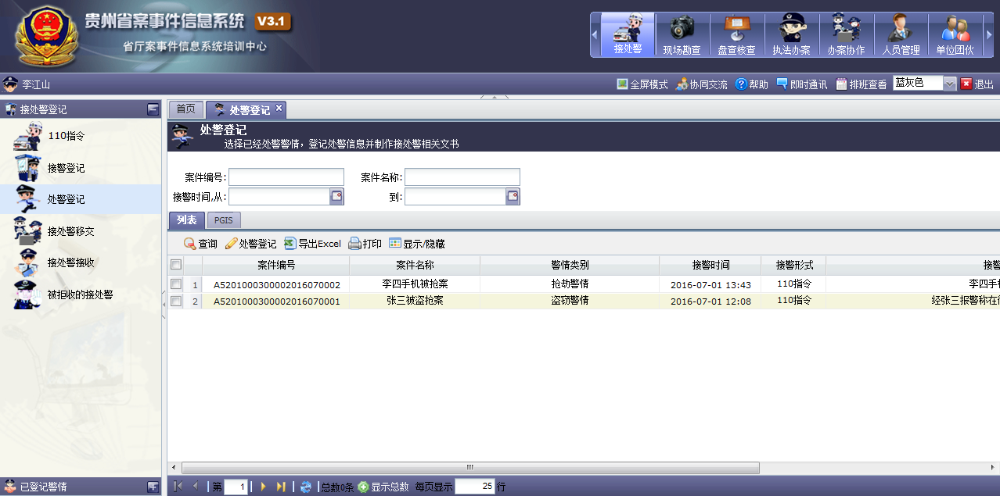 贵州省案事件信息系统 V3.1
省厅案事件信息系统培训中心
接处警 现场勘查 盘查核查 执法办案 办案协作 人员管理 单位团伙
李江山
全屏模式 协同交流 帮助 即时通讯 排班查看 蓝灰色 退出
接处警登记
110指令
接警登记
处警登记
接处警移交
接处警接收
被拒收的接处警
已登记警情
首页 处警登记
处警登记
选择已经处警警情，登记处警信息并制作接处警相关文书
案件编号: 案件名称:
接警时间,从: 到:
列表 PGIS
查询 处警登记 导出Excel 打印 显示/隐藏
案件编号 案件名称 警情类别 接警时间 接警形式 接警
1 A5201000300002016070002 李四手机被抢案 抢劫警情 2016-07-01 13:43 110指令 李四手
2 A5201000300002016070001 张三被盗抢案 盗窃警情 2016-07-01 12:08 110指令 经张三报警称在
第 1 总数0条 显示总数 每页显示 25 行